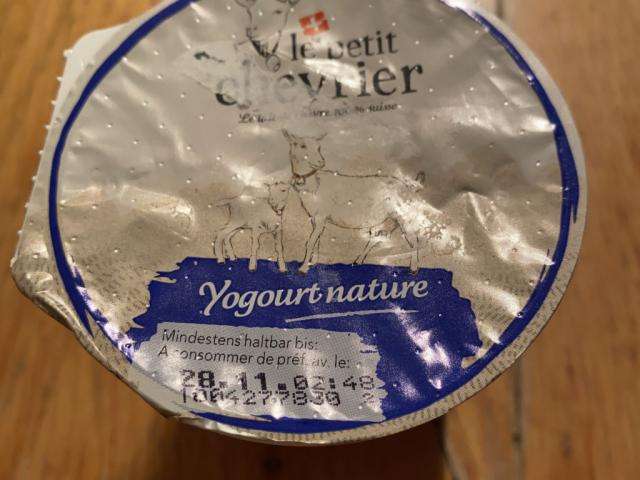 le petit
chevrier
Yogourt nature
Mindestens haltbar bis:
A consommer de préf. av. le:
28.11.02:48